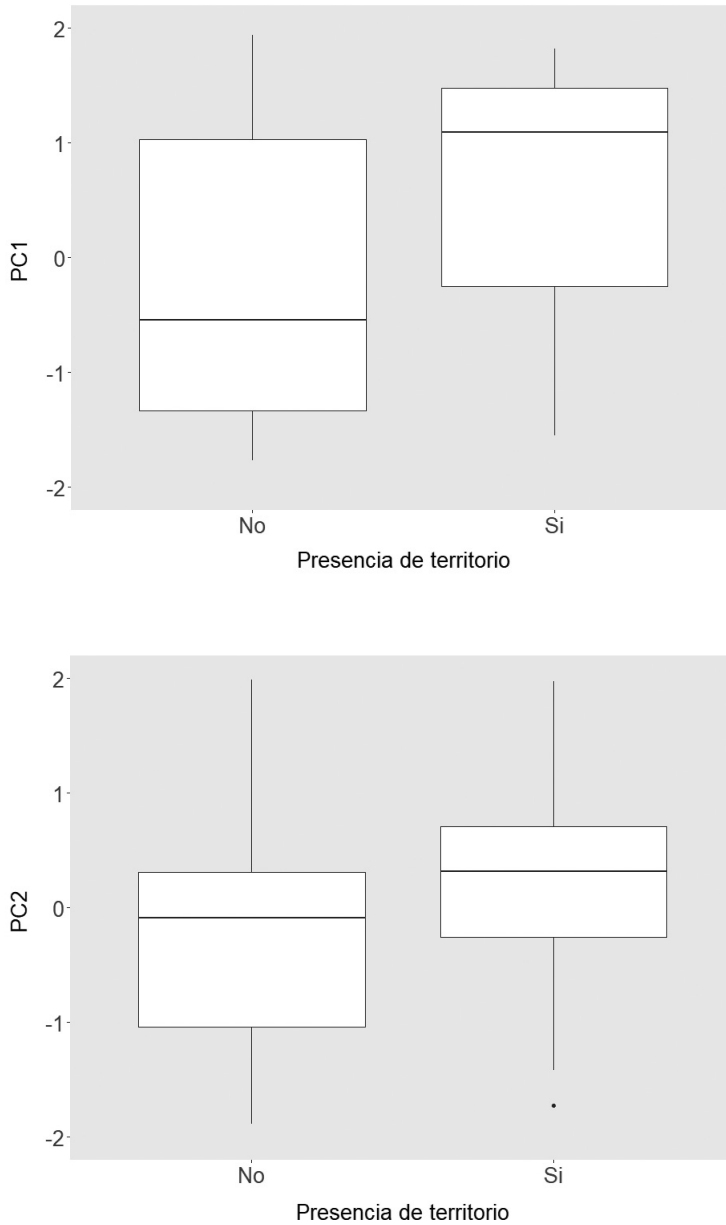 2
1
0
-1
-2
PC1
No Si
Presencia de territorio
2
1
0
-1
-2
PC2
No Si
Presencia de territorio